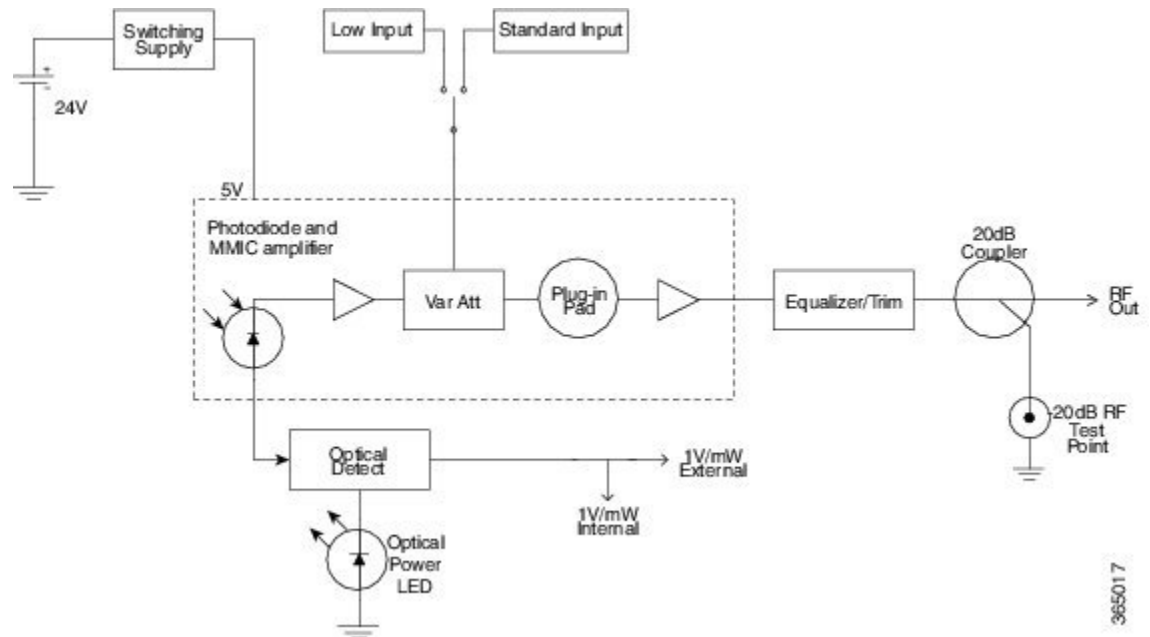 Switching
Supply
Low Input
Standard Input
+
-
24V
5V
Photodiode and
MMIC amplifier
Var Att
Plug-in
Pad
Equalizer/Trim
20dB
Coupler
RF
Out
-20dB RF
Test
Point
Optical
Detect
1V/mW
External
1V/mW
Internal
Optical
Power
LED
365017